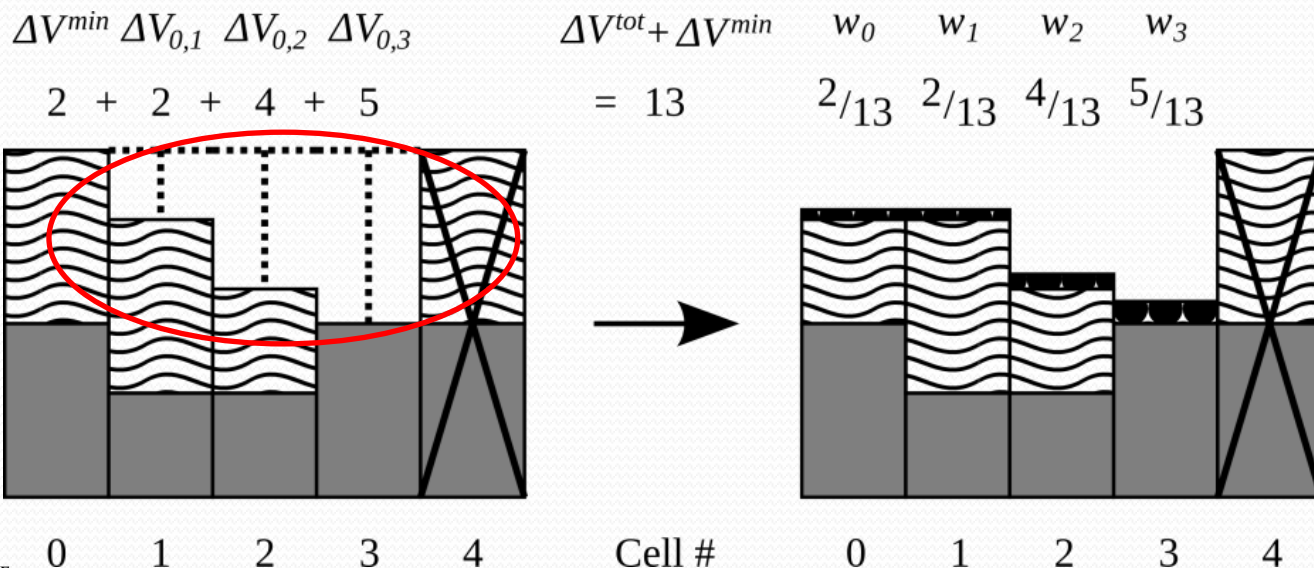 ΔV^min ΔV_0,1 ΔV_0,2 ΔV_0,3 ΔV^tot + ΔV^min w_0 w_1 w_2 w_3
2 + 2 + 4 + 5 = 13 2/13 2/13 4/13 5/13
0 1 2 3 4 Cell # 0 1 2 3 4